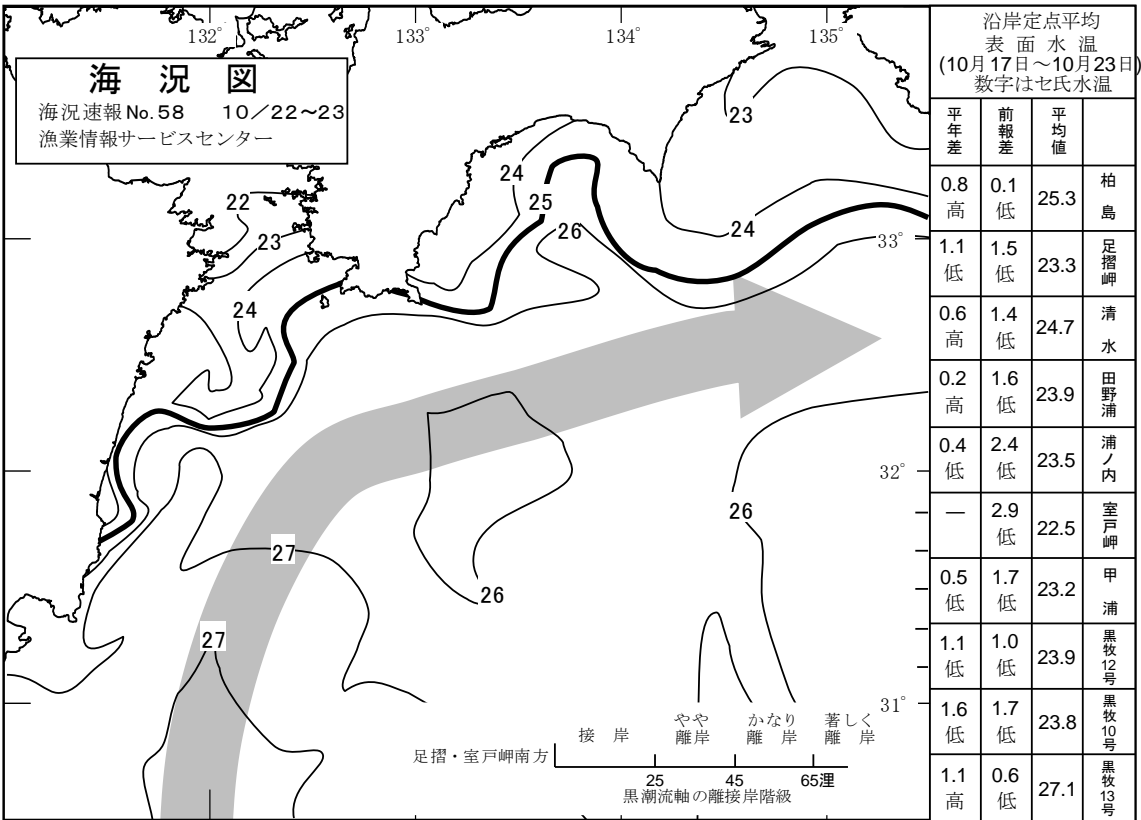 132° 133° 134° 135°
海 況 図
海況速報No.58 10/22~23
漁業情報サービスセンター
23
24
22
25
23
26
24
33°
24
32°
26
27
26
27
31°
接 岸 やや離岸 かなり離岸 著しく離岸
足摺・室戸岬南方
25 45 65浬
黒潮流軸の離接岸階級
沿岸定点平均
表 面 水 温
(10月17日~10月23日)
数字はセ氏水温
平年差 前報差 平均値
0.8高 0.1低 25.3 柏島
1.1低 1.5低 23.3 足摺岬
0.6高 1.4低 24.7 清水
0.2高 1.6低 23.9 田野浦
0.4低 2.4低 23.5 浦ノ内
— 2.9低 22.5 室戸岬
0.5低 1.7低 23.2 甲浦
1.1低 1.0低 23.9 黒牧12号
1.6低 1.7低 23.8 黒牧10号
1.1高 0.6低 27.1 黒牧13号